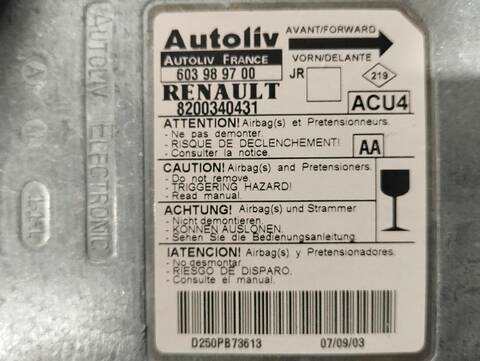 Autoliv
AVANT/FORWARD
AUTOLIV FRANCE
VORN/DELANTE
603 98 97 00
JR
219
RENAULT
8200340431
ACU4
ATTENTION! Airbag(s) et Pretensionneurs.
- Ne pas demonter.
- RISQUE DE DECLENCHEMENT!
- Consulter la notice.
AA
CAUTION! Airbag(s) and Pretensioners.
- Do not remove.
- TRIGGERING HAZARD!
- Read manual.
ACHTUNG! Airbag(s) und Strammer
- Nicht demontieren.
- KÖNNEN AUSLÖSEN.
- Sehen Sie die Bedienungsanleitung
!ATENCION! Airbag(s) y Pretensionadores.
- No desmontar.
- RIESGO DE DISPARO.
- Consulte el manual.
D250PB73613
07/09/03
AUTOLIV ELECTRONIC